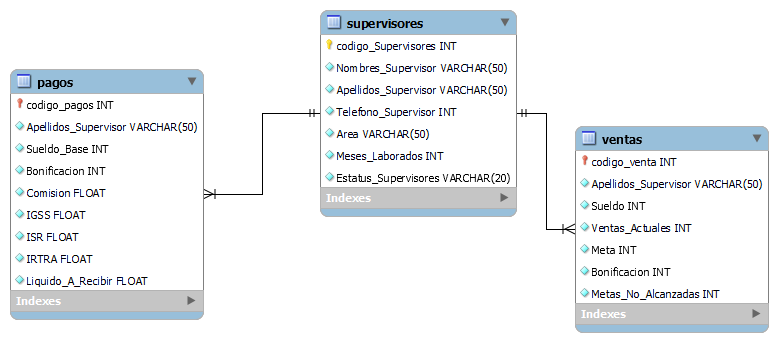 supervisores
codigo_Supervisores INT
Nombres_Supervisor VARCHAR(50)
Apellidos_Supervisor VARCHAR(50)
Telefono_Supervisor INT
Area VARCHAR(50)
Meses_Laborados INT
Estatus_Supervisores VARCHAR(20)
Indexes
pagos
codigo_pagos INT
Apellidos_Supervisor VARCHAR(50)
Sueldo_Base INT
Bonificacion INT
Comision FLOAT
IGSS FLOAT
ISR FLOAT
IRTRA FLOAT
Liquido_A_Recibir FLOAT
Indexes
ventas
codigo_venta INT
Apellidos_Supervisor VARCHAR(50)
Sueldo INT
Ventas_Actuales INT
Meta INT
Bonificacion INT
Metas_No_Alcanzadas INT
Indexes